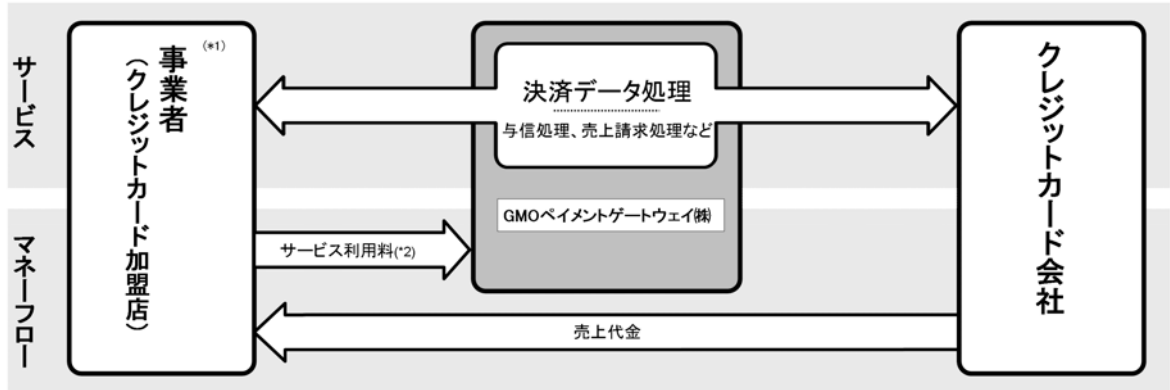 サービス
事業者
(*1)
（クレジットカード加盟店）
決済データ処理
与信処理、売上請求処理など
GMOペイメントゲートウェイ㈱
クレジットカード会社
マネーフロー
サービス利用料(*2)
売上代金